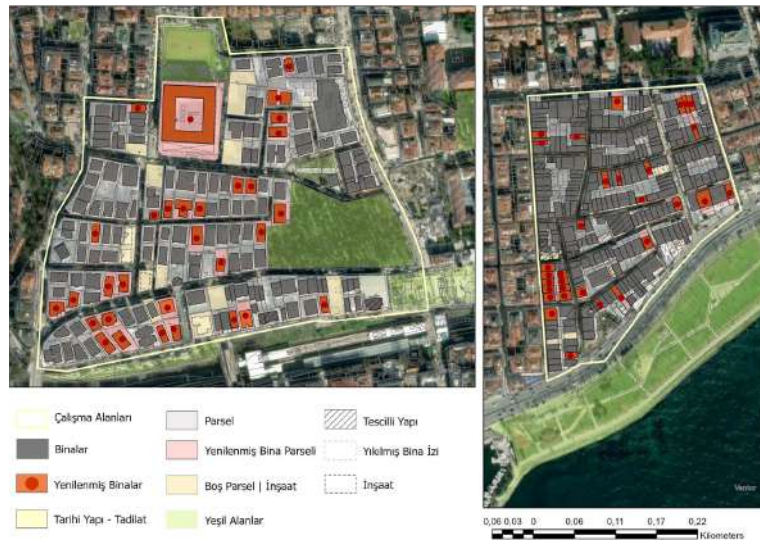 Çalışma Alanları
Binalar
Yenilenmiş Binalar
Tarihi Yapı - Tadilat
Parsel
Yenilenmiş Bina Parseli
Boş Parsel | İnşaat
Yeşil Alanlar
Tescilli Yapı
Yıkılmış Bina İzi
İnşaat
0,06 0,03 0 0,06 0,11 0,17 0,22
Kilometers